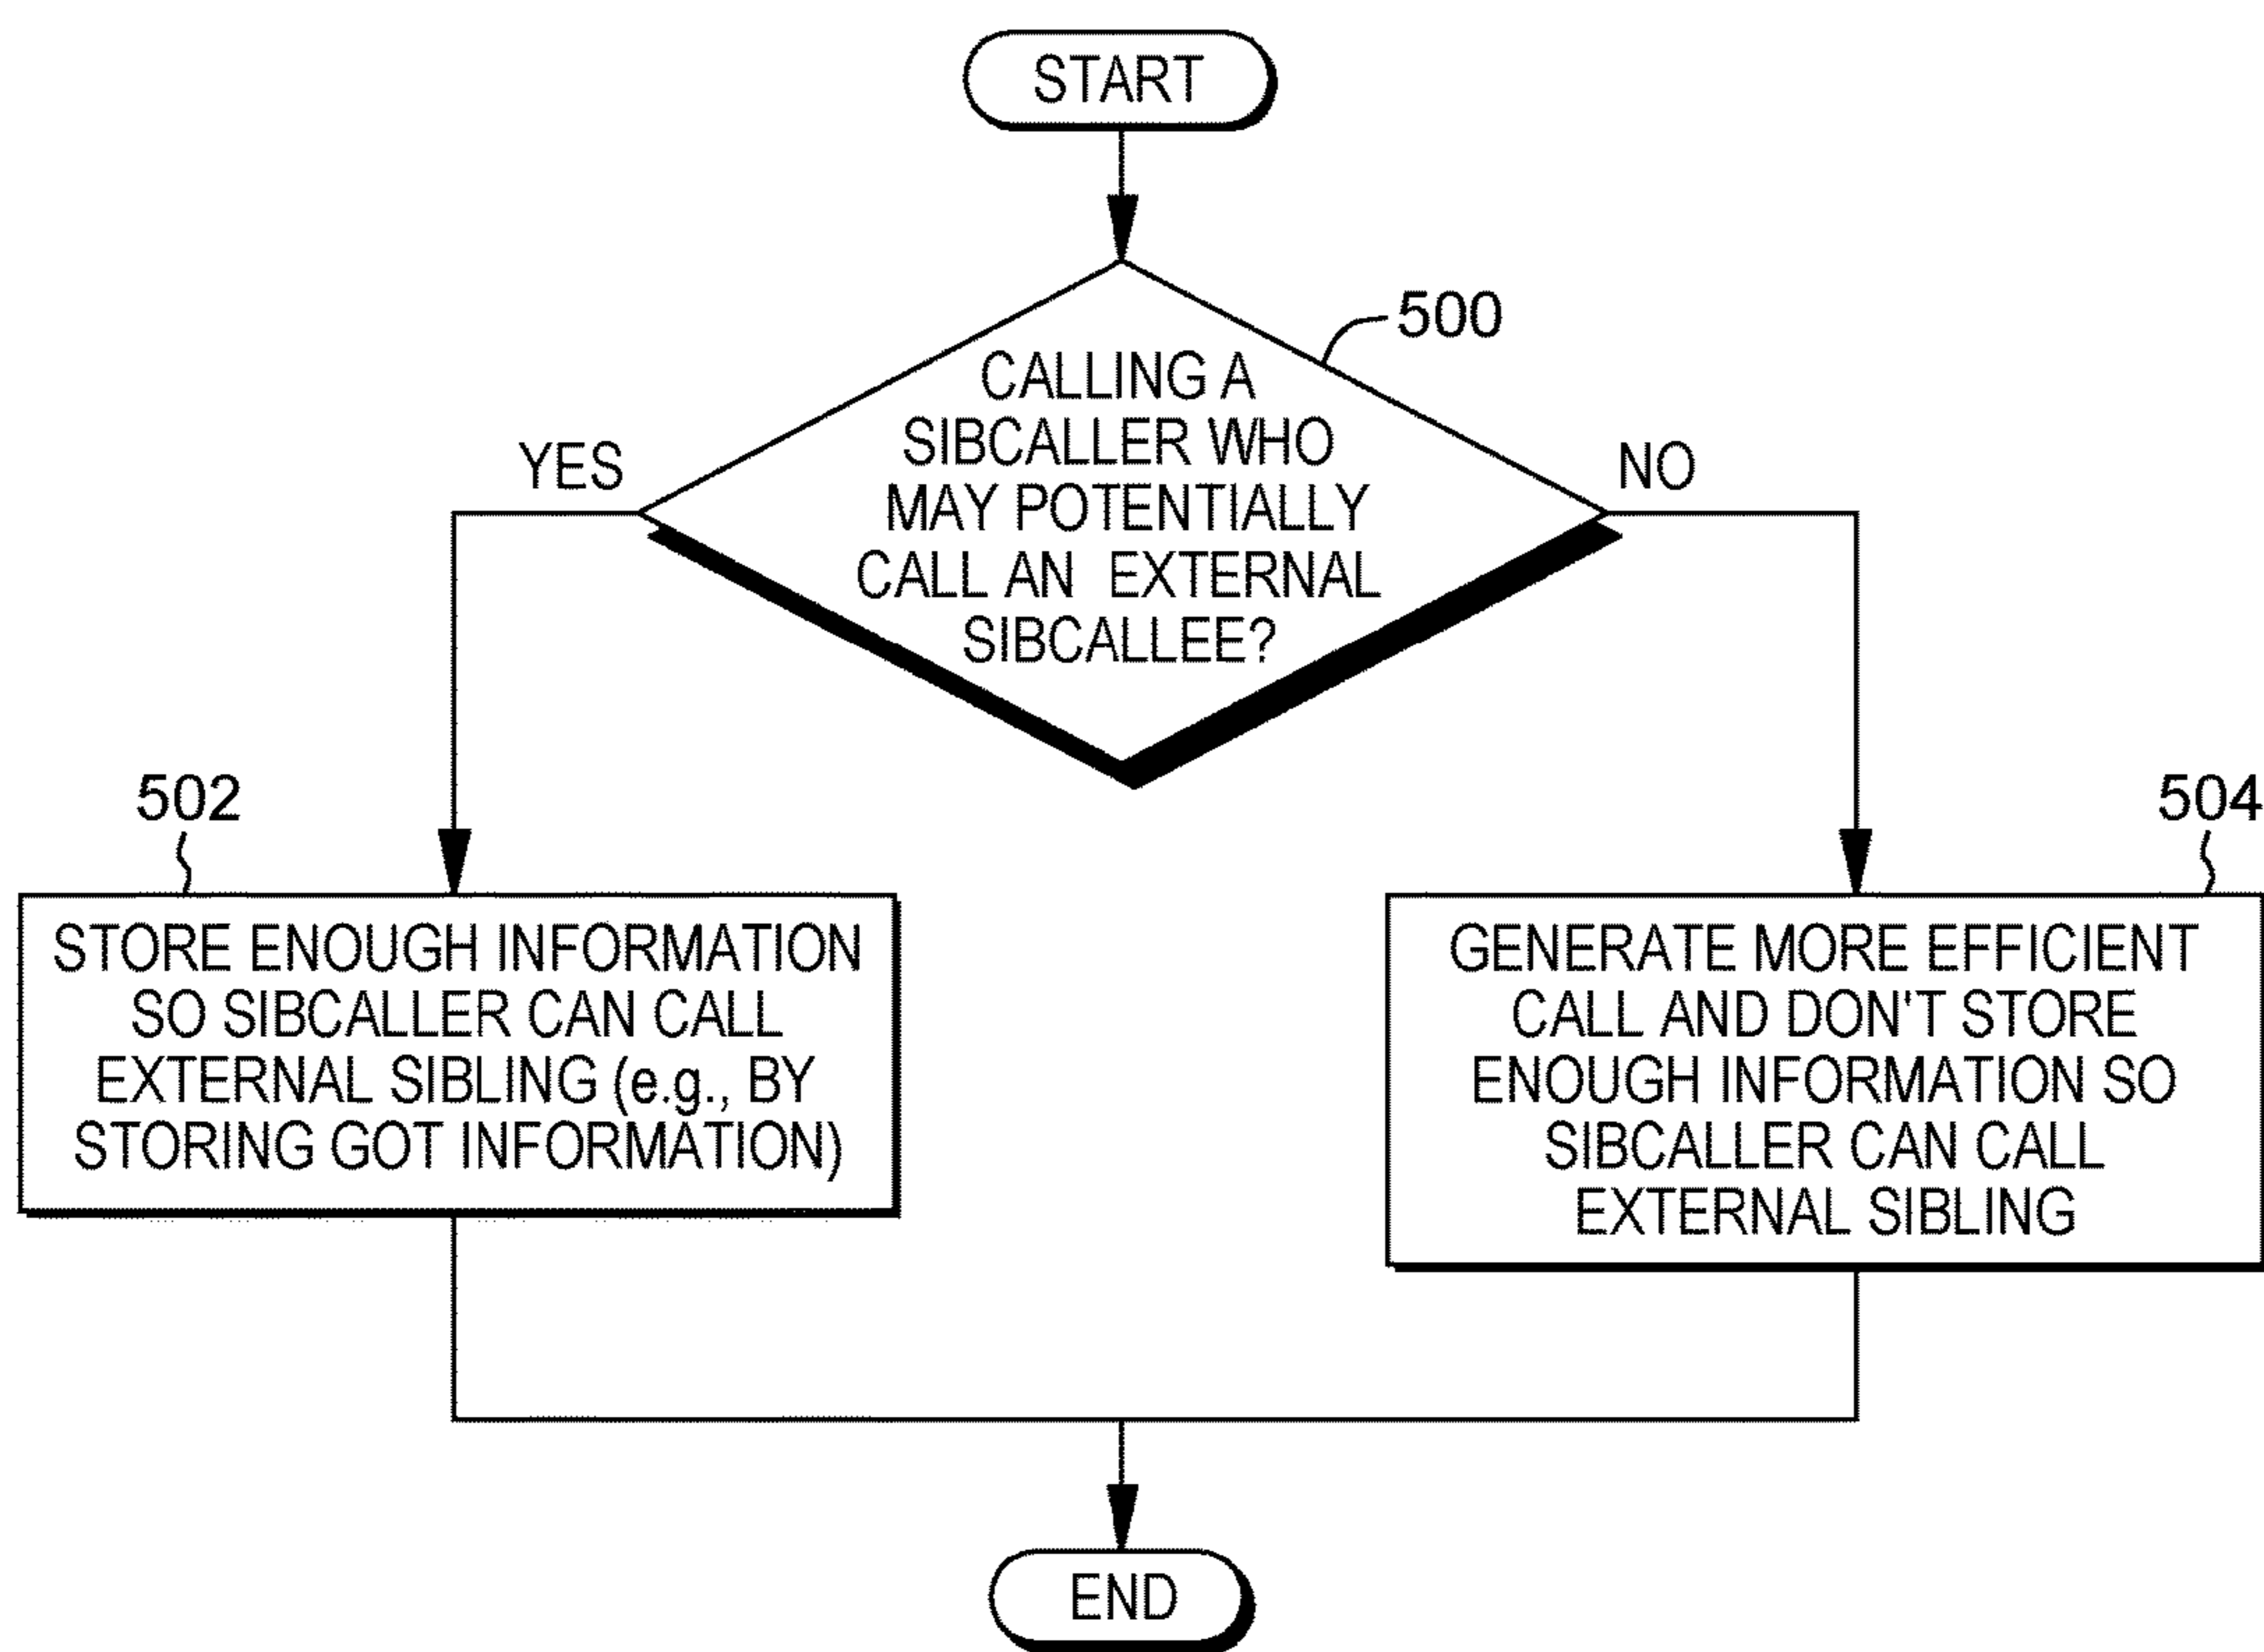 START
500
CALLING A
SIBCALLER WHO
MAY POTENTIALLY
CALL AN EXTERNAL
SIBCALLEE?
YES
NO
502
STORE ENOUGH INFORMATION
SO SIBCALLER CAN CALL
EXTERNAL SIBLING (e.g., BY
STORING GOT INFORMATION)
504
GENERATE MORE EFFICIENT
CALL AND DON'T STORE
ENOUGH INFORMATION SO
SIBCALLER CAN CALL
EXTERNAL SIBLING
END